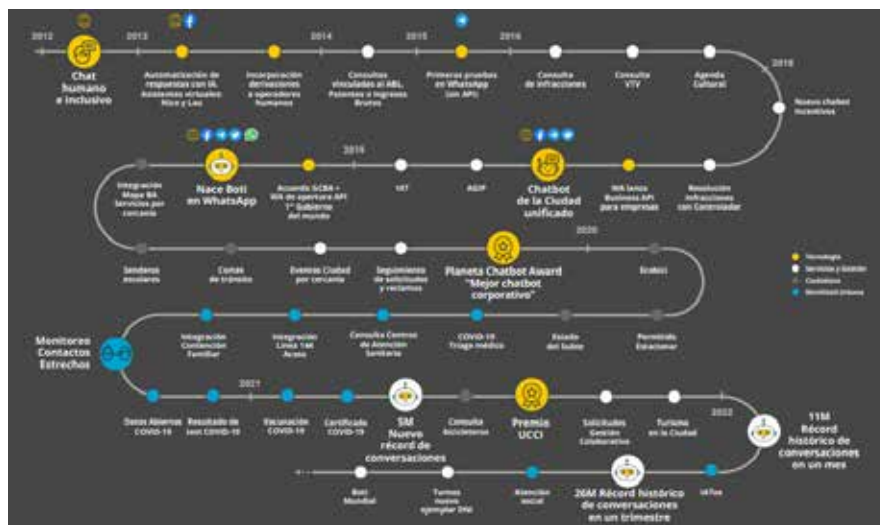 2012
2013
2014
2015
2016
2018
Chat
humano
e inclusivo
Automatización de
respuestas con IA.
Asistentes virtuales:
Nico y Lau
Incorporación
derivaciones
a operadores
humanos
Consultas
vinculadas al ABL,
Patentes e Ingresos
Brutos
Primeras pruebas
en WhatsApp
(sin API)
Consulta
de infracciones
Consulta
VTV
Agenda
Cultural
Nuevo chatbot
Incentivos
2019
Integración
Mapa BA
Servicios por
cercanía
Nace Boti
en WhatsApp
Acuerdo GCBA +
WA de apertura API
1° Gobierno
del mundo
AGIP
Chatbot
de la Ciudad
unificado
WA lanza
Business API
para empresas
Resolución
infracciones
con Controlador
2020
Senderos
escolares
Cortes
de tránsito
Eventos Ciudad
por cercanía
Seguimiento
de solicitudes
y reclamos
Planeta Chatbot Award
"Mejor chatbot
corporativo"
Ecobici
Tecnología
Servicios y Gestión
Ciudadanía
Movilidad Urbana
Monitoreo
Contactos
Estrechos
Integración
Contención
Familiar
Integración
Línea 144
Acoso
Consulta Centros
de Atención
Sanitaria
COVID-19
Triage médico
Estado
del Subte
Permitido
Estacionar
2021
2022
Datos Abiertos
COVID-19
Resultado de
test COVID-19
Vacunación
COVID-19
Certificado
COVID-19
5M
Nuevo
récord de
conversaciones
Consulta
Bicicleteros
Premio
UCCI
Solicitudes
Gestión
Colaborativa
Turismo
en la Ciudad
11M
Récord
histórico de
conversaciones
en un mes
Boti
Mundial
Turnos
nuevo
ejemplar DNI
Atención
social
26M Récord histórico
de conversaciones
en un trimestre